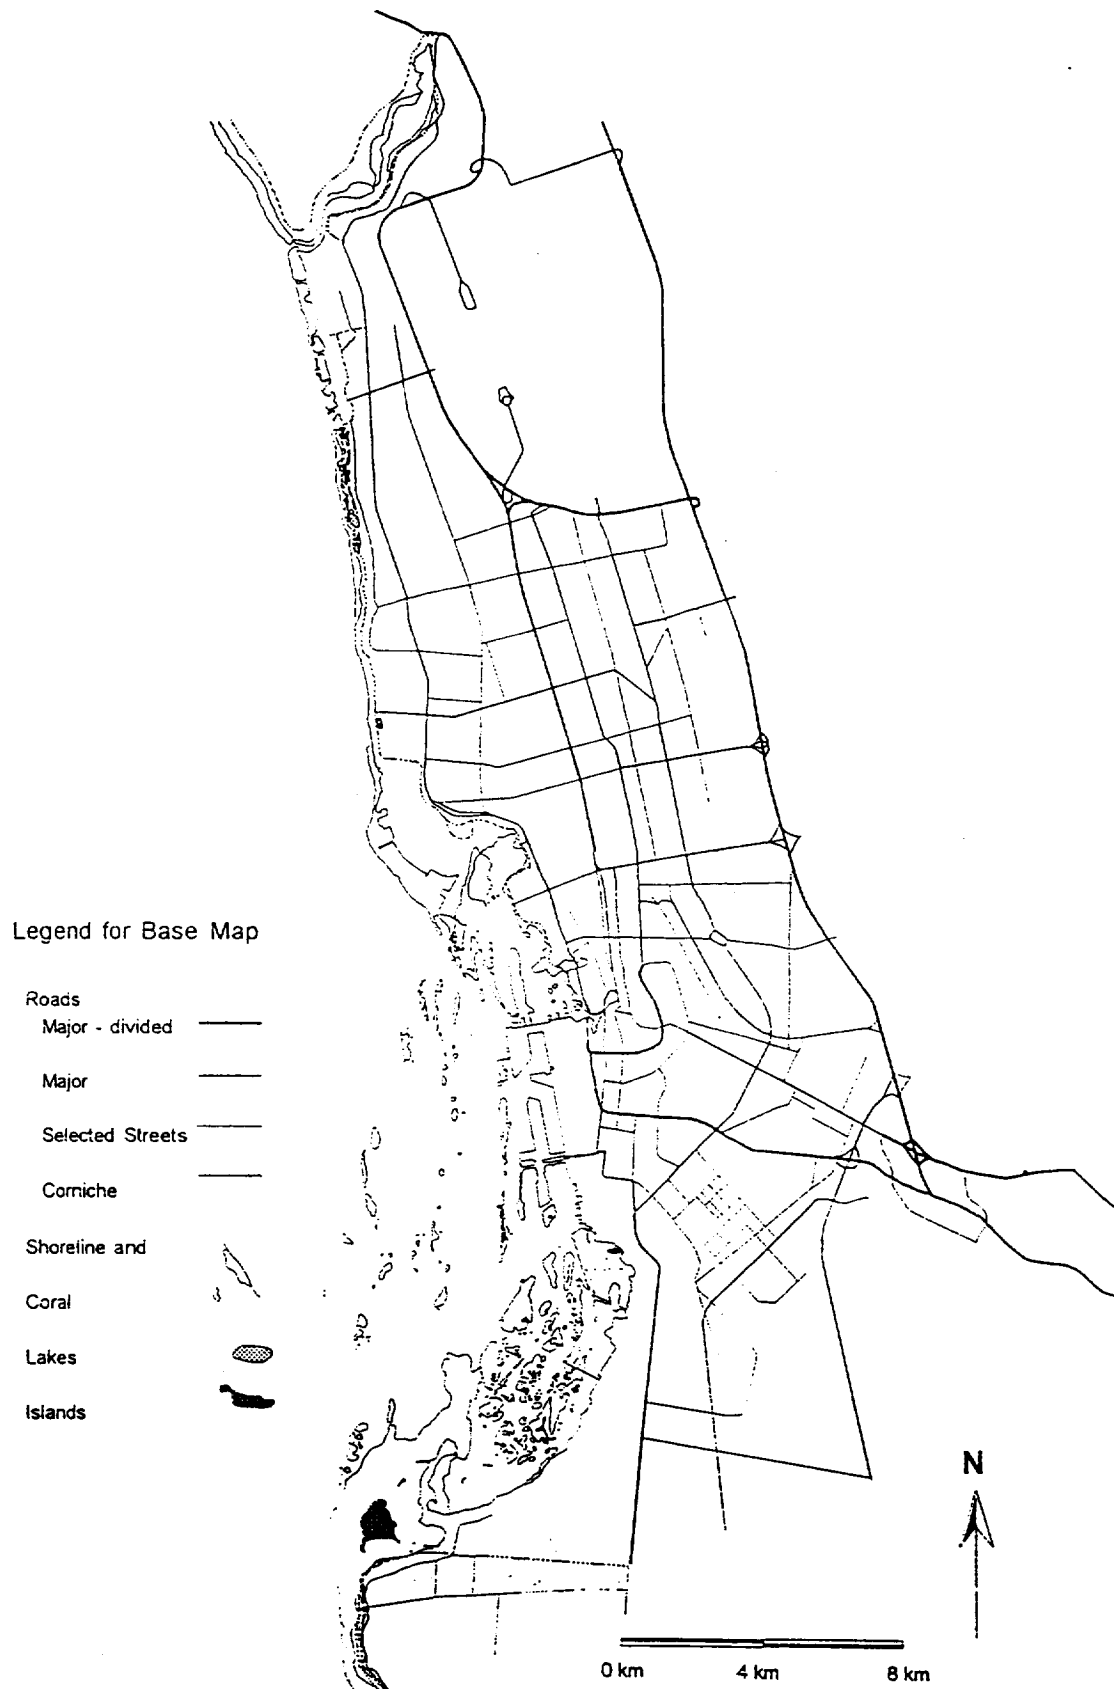 Legend for Base Map
Roads
Major - divided
Major
Selected Streets
Corniche
Shoreline and
Coral
Lakes
Islands
N
0 km 4 km 8 km